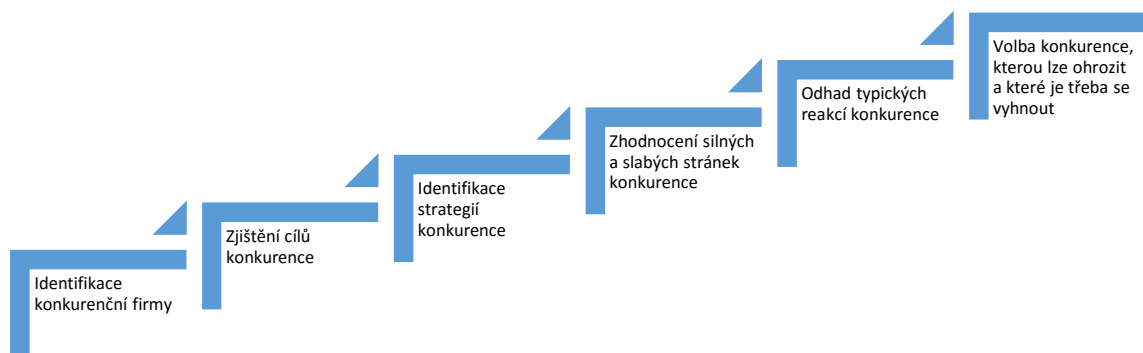 Identifikace
konkurenční firmy
Zjištění cílů
konkurence
Identifikace
strategií
konkurence
Zhodnocení silných
a slabých stránek
konkurence
Odhad typických
reakcí konkurence
Volba konkurence,
kterou lze ohrozit
a které je třeba se
vyhnout